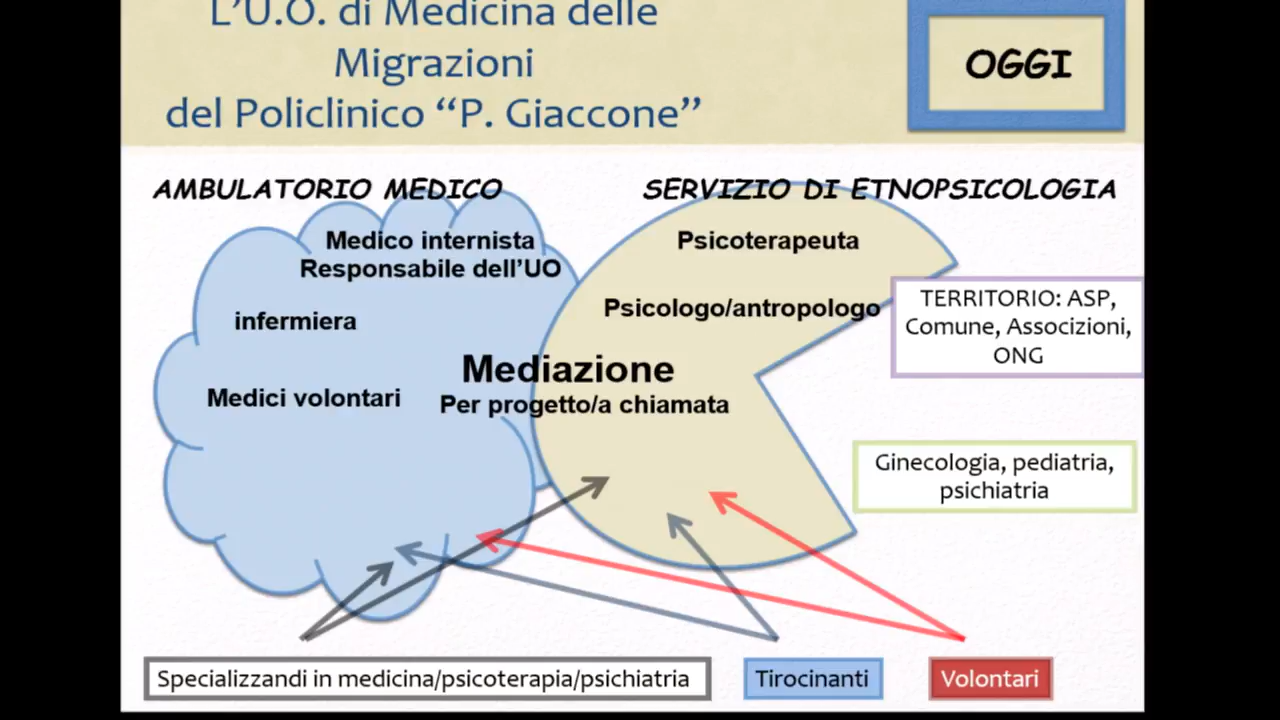 L'U.O. di Medicina delle
Migrazioni
del Policlinico “P. Giaccone”
OGGI
AMBULATORIO MEDICO
SERVIZIO DI ETNOPSICOLOGIA
Medico internista
Responsabile dell'UO
infermiera
Medici volontari
Psicoterapeuta
Psicologo/antropologo
Mediazione
Per progetto/a chiamata
TERRITORIO: ASP,
Comune, Associzioni,
ONG
Ginecologia, pediatria,
psichiatria
Specializzandi in medicina/psicoterapia/psichiatria
Tirocinanti
Volontari